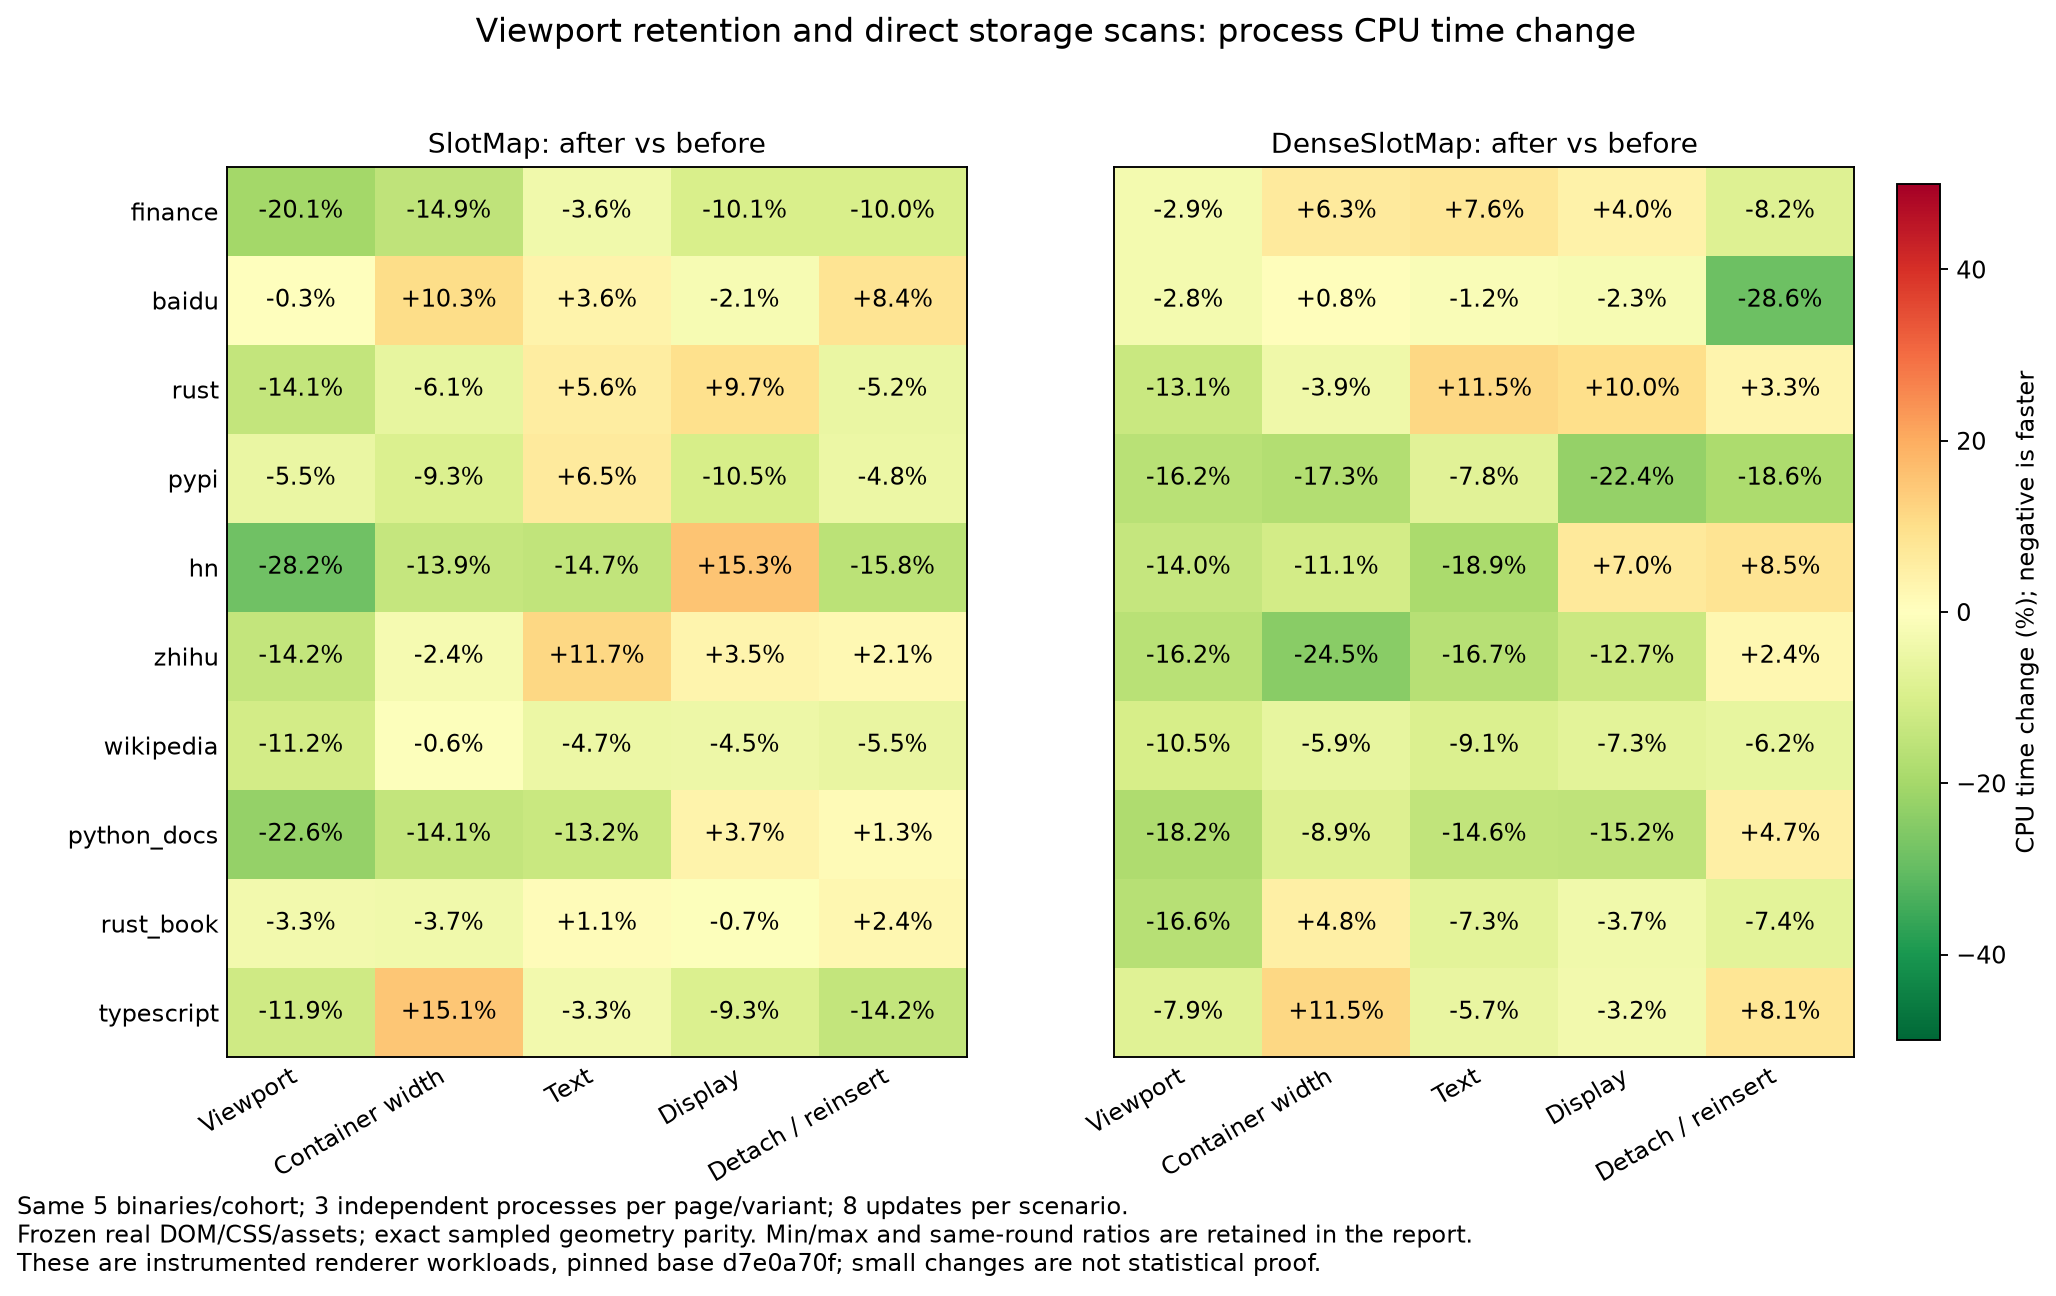 Viewport retention and direct storage scans: process CPU time change
SlotMap: after vs before
DenseSlotMap: after vs before
finance -20.1% -14.9% -3.6% -10.1% -10.0% -2.9% +6.3% +7.6% +4.0% -8.2%
baidu -0.3% +10.3% +3.6% -2.1% +8.4% -2.8% +0.8% -1.2% -2.3% -28.6%
rust -14.1% -6.1% +5.6% +9.7% -5.2% -13.1% -3.9% +11.5% +10.0% +3.3%
pypi -5.5% -9.3% +6.5% -10.5% -4.8% -16.2% -17.3% -7.8% -22.4% -18.6%
hn -28.2% -13.9% -14.7% +15.3% -15.8% -14.0% -11.1% -18.9% +7.0% +8.5%
zhihu -14.2% -2.4% +11.7% +3.5% +2.1% -16.2% -24.5% -16.7% -12.7% +2.4%
wikipedia -11.2% -0.6% -4.7% -4.5% -5.5% -10.5% -5.9% -9.1% -7.3% -6.2%
python_docs -22.6% -14.1% -13.2% +3.7% +1.3% -18.2% -8.9% -14.6% -15.2% +4.7%
rust_book -3.3% -3.7% +1.1% -0.7% +2.4% -16.6% +4.8% -7.3% -3.7% -7.4%
typescript -11.9% +15.1% -3.3% -9.3% -14.2% -7.9% +11.5% -5.7% -3.2% +8.1%
Viewport Container width Text Display Detach / reinsert
Viewport Container width Text Display Detach / reinsert
40
20
0
−20
−40
CPU time change (%); negative is faster
Same 5 binaries/cohort; 3 independent processes per page/variant; 8 updates per scenario.
Frozen real DOM/CSS/assets; exact sampled geometry parity. Min/max and same-round ratios are retained in the report.
These are instrumented renderer workloads, pinned base d7e0a70f; small changes are not statistical proof.